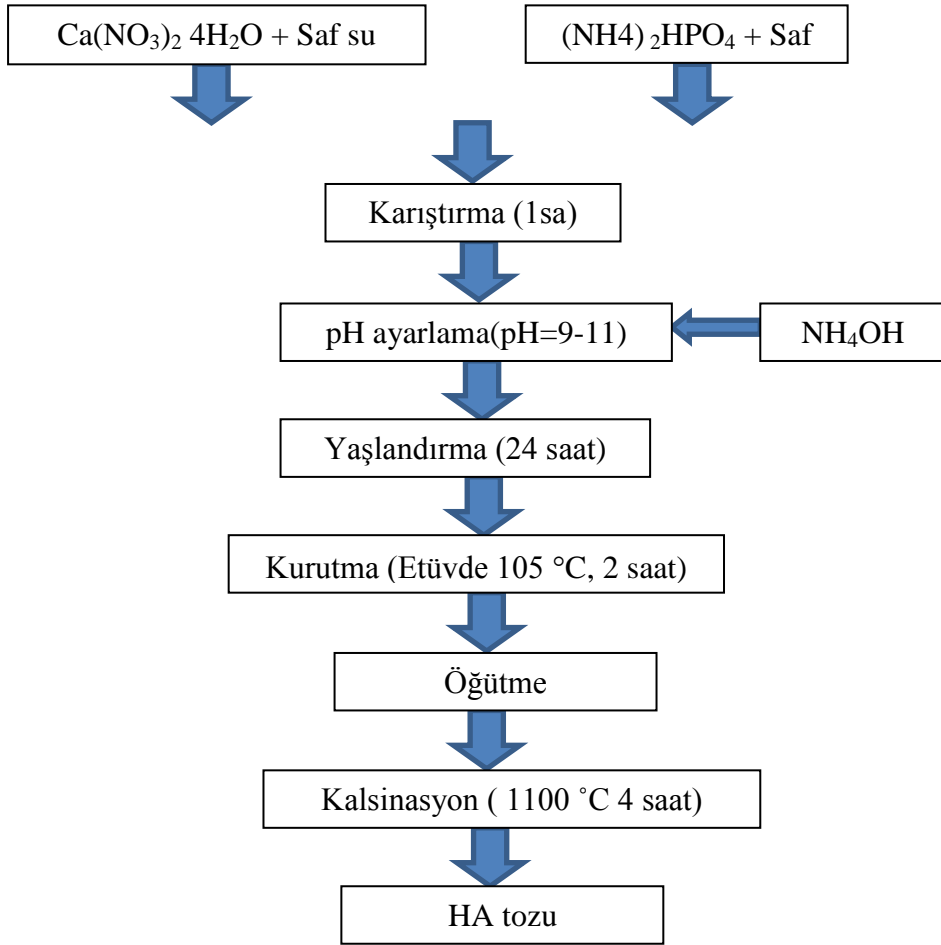 Ca(NO₃)₂ 4H₂O + Saf su
(NH4) ₂HPO₄ + Saf
Karıştırma (1sa)
pH ayarlama(pH=9-11)
NH₄OH
Yaşlandırma (24 saat)
Kurutma (Etüvde 105 °C, 2 saat)
Öğütme
Kalsinasyon ( 1100 ˚C 4 saat)
HA tozu